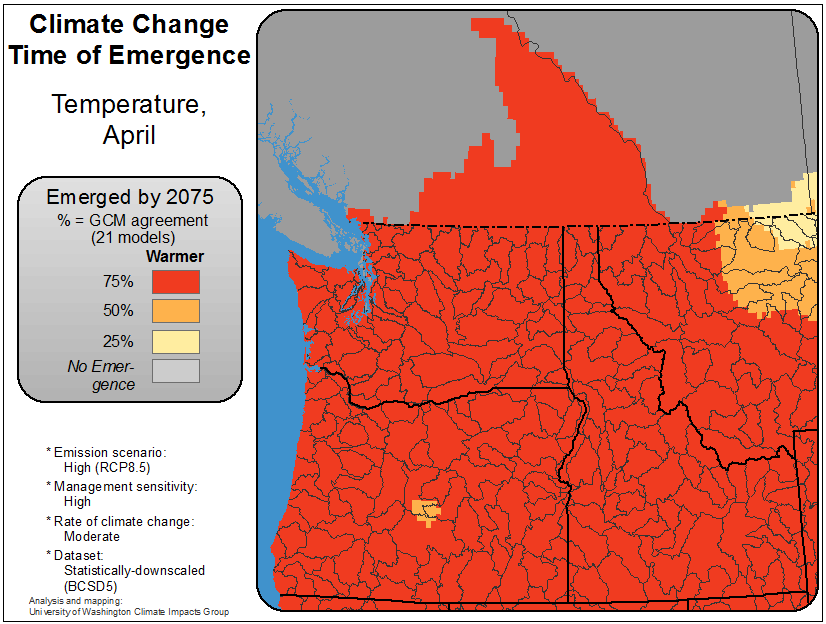 Climate Change
Time of Emergence
Temperature,
April
Emerged by 2075
% = GCM agreement
(21 models)
Warmer
75%
50%
25%
No Emer-
gence
* Emission scenario:
High (RCP8.5)
* Management sensitivity:
High
* Rate of climate change:
Moderate
* Dataset:
Statistically-downscaled
(BCSD5)
Analysis and mapping:
University of Washington Climate Impacts Group